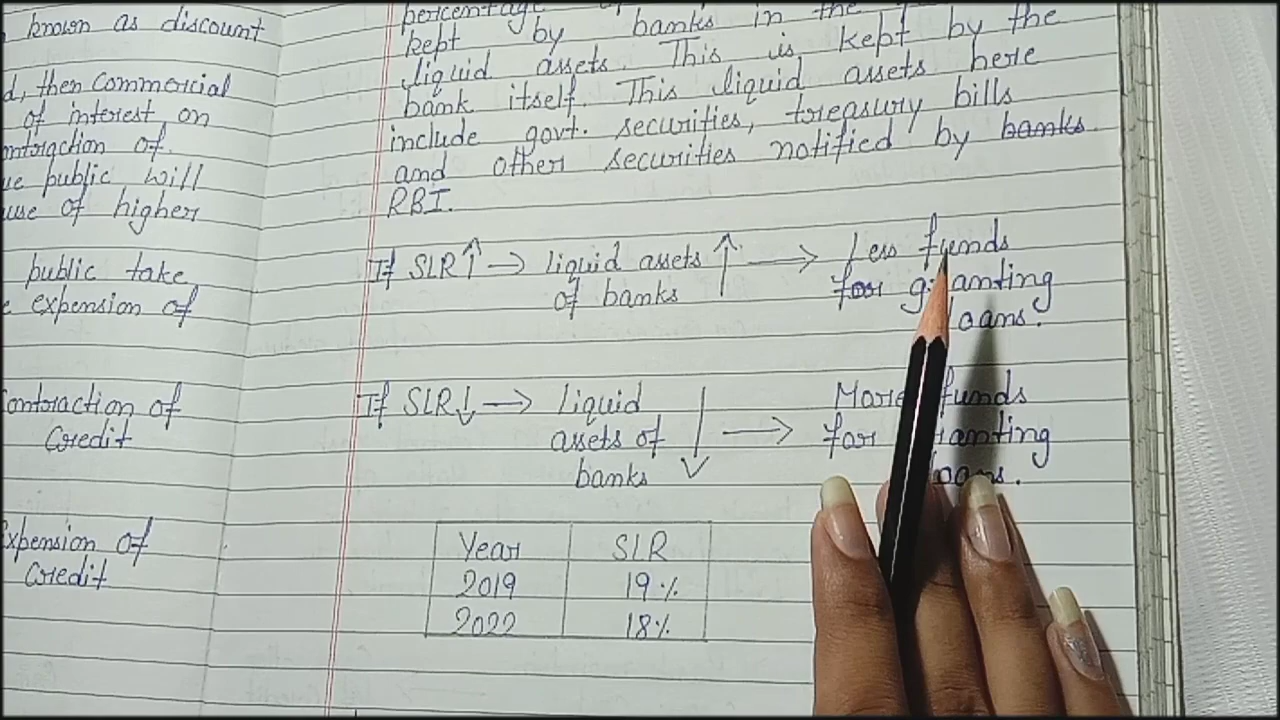 known as discount
d, then commercial
of interest, on
ontraction of
public will
use of higher
public take
expension of
Contraction of
Credit
Expension of
Credit
percentage
kept by banks in the
liquid assets. This is kept by the
bank itself. This liquid assets here
include govt. securities, treasury bills
and other securities notified by banks
RBI.
If SLR ↑ → liquid assets ↑ → Less funds
of banks for granting
loans.
If SLR ↓ → liquid ↓ → More funds
assets of for granting
banks loans.
Year SLR
2019 19%
2022 18%